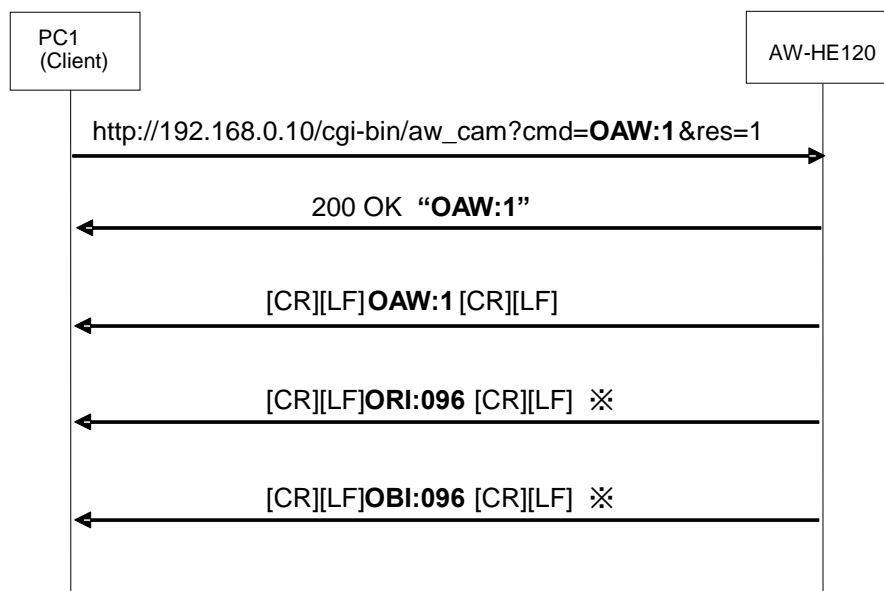 PC1
(Client)
AW-HE120
http://192.168.0.10/cgi-bin/aw_cam?cmd=OAW:1&res=1
200 OK “OAW:1”
[CR][LF]OAW:1 [CR][LF]
[CR][LF]ORI:096 [CR][LF] ※
[CR][LF]OBI:096 [CR][LF] ※